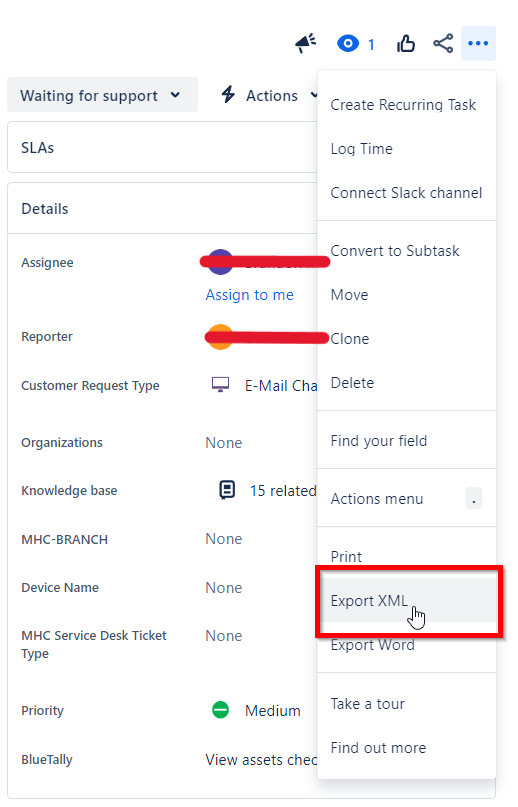 1
Waiting for support
Actions
Create Recurring Task
Log Time
Connect Slack channel
Convert to Subtask
Move
Clone
Delete
Find your field
Actions menu .
Print
Export XML
Export Word
Take a tour
Find out more
SLAs
Details
Assignee
Assign to me
Reporter
Customer Request Type E-Mail Cha
Organizations None
Knowledge base 15 related
MHC-BRANCH None
Device Name None
MHC Service Desk Ticket None
Type
Priority Medium
BlueTally View assets chec